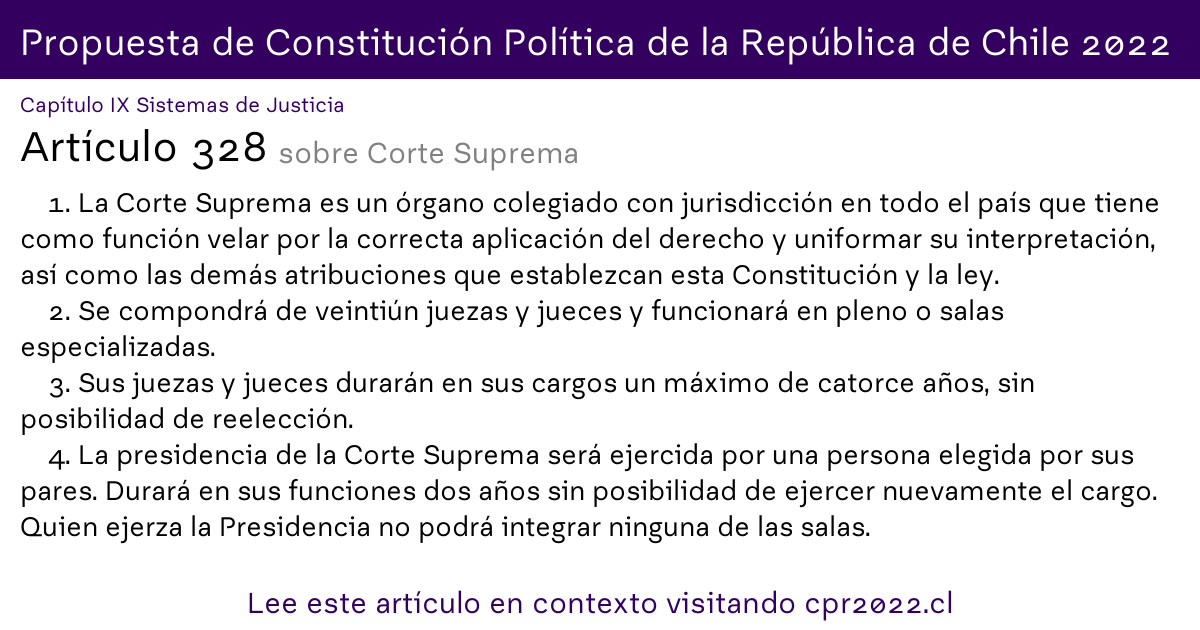 Propuesta de Constitución Política de la República de Chile 2022
Capítulo IX Sistemas de Justicia
Artículo 328 sobre Corte Suprema
1. La Corte Suprema es un órgano colegiado con jurisdicción en todo el país que tiene
como función velar por la correcta aplicación del derecho y uniformar su interpretación,
así como las demás atribuciones que establezcan esta Constitución y la ley.
2. Se compondrá de veintiún juezas y jueces y funcionará en pleno o salas
especializadas.
3. Sus juezas y jueces durarán en sus cargos un máximo de catorce años, sin
posibilidad de reelección.
4. La presidencia de la Corte Suprema será ejercida por una persona elegida por sus
pares. Durará en sus funciones dos años sin posibilidad de ejercer nuevamente el cargo.
Quien ejerza la Presidencia no podrá integrar ninguna de las salas.
Lee este artículo en contexto visitando cpr2022.cl